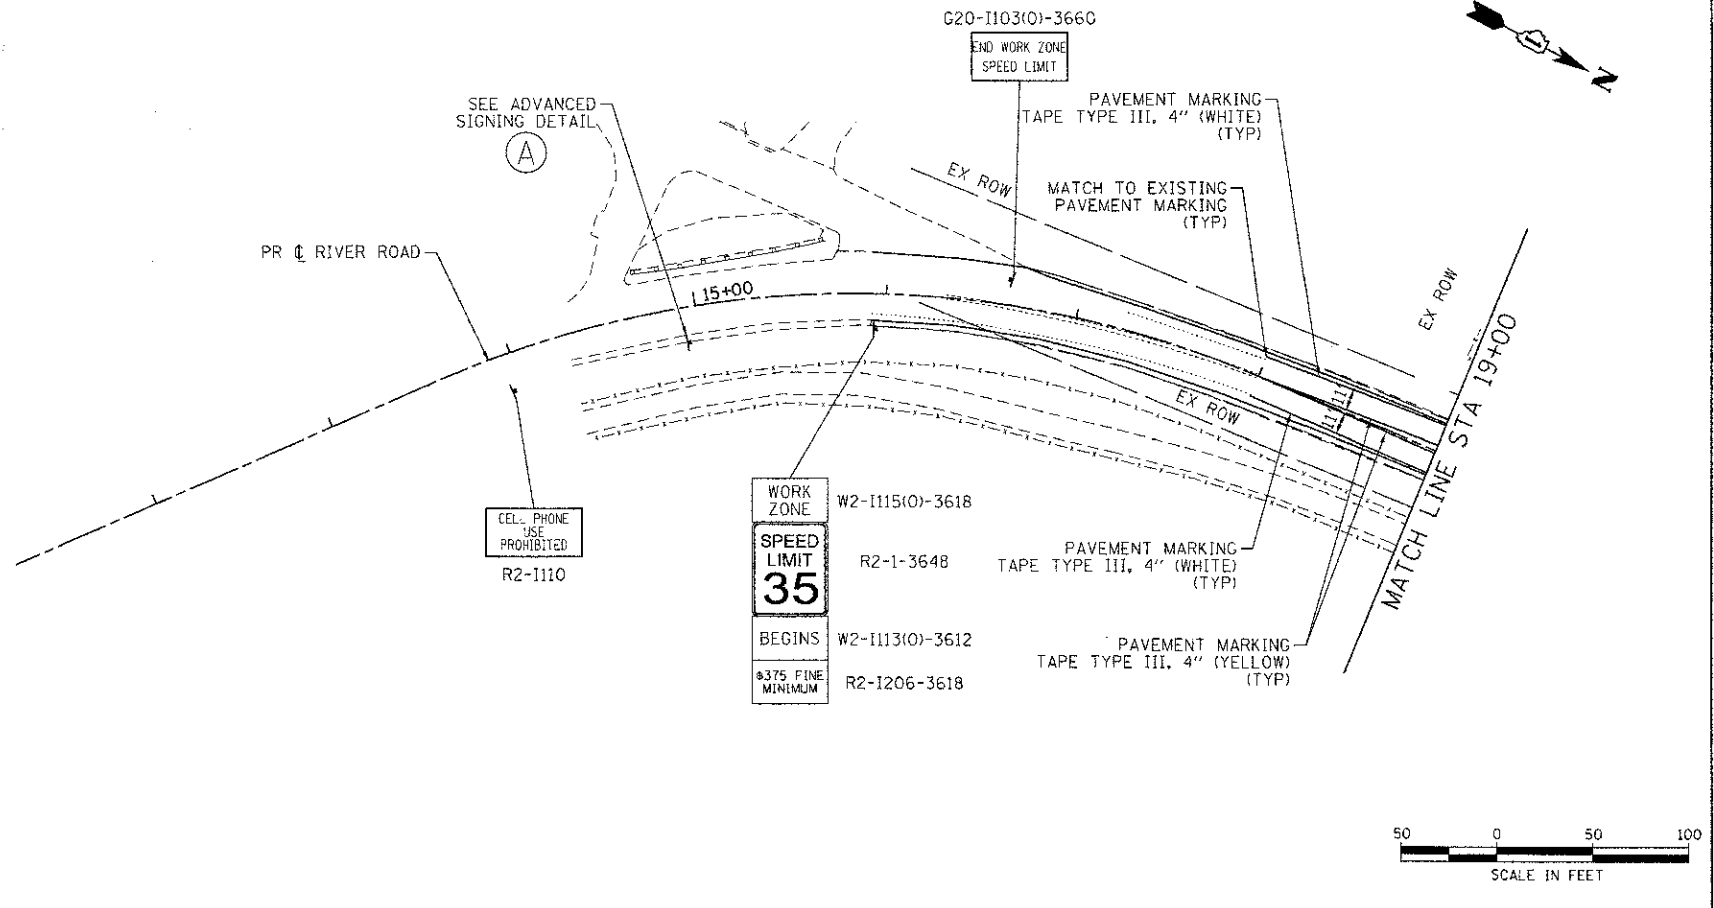 G20-I103(O)-3660
END WORK ZONE
SPEED LIMIT
N
SEE ADVANCED
SIGNING DETAIL
A
PAVEMENT MARKING
TAPE TYPE III, 4" (WHITE)
(TYP)
EX ROW
MATCH TO EXISTING
PAVEMENT MARKING
(TYP)
PR ℄ RIVER ROAD
15+00
EX ROW
MATCH LINE STA 19+00
EX ROW
11'
11'
WORK
ZONE
W2-I115(O)-3618
SPEED
LIMIT
35
R2-1-3648
BEGINS
W2-I113(O)-3612
$375 FINE
MINIMUM
R2-I206-3618
CELL PHONE
USE
PROHIBITED
R2-I110
PAVEMENT MARKING
TAPE TYPE III, 4" (WHITE)
(TYP)
PAVEMENT MARKING
TAPE TYPE III, 4" (YELLOW)
(TYP)
50 0 50 100
SCALE IN FEET